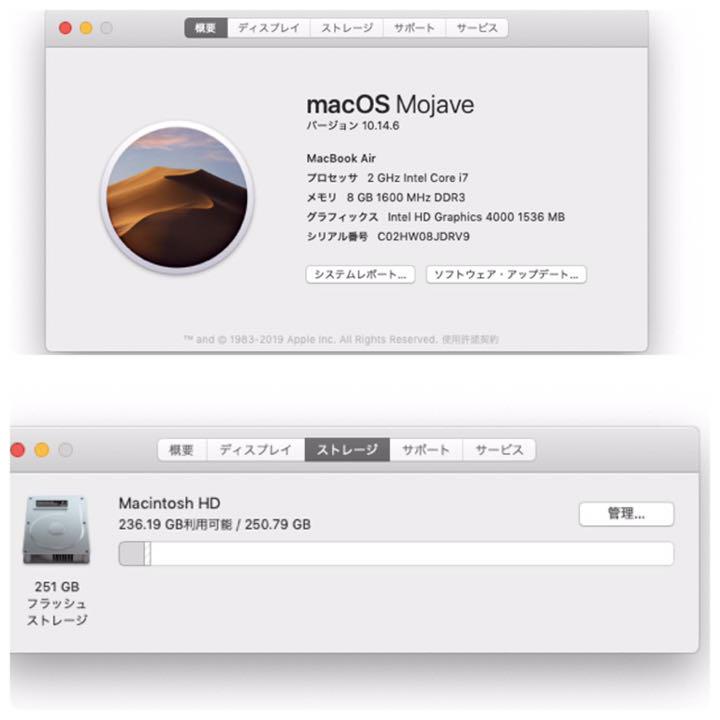 概要 ディスプレイ ストレージ サポート サービス
macOS Mojave
バージョン 10.14.6
MacBook Air
プロセッサ 2 GHz Intel Core i7
メモリ 8 GB 1600 MHz DDR3
グラフィックス Intel HD Graphics 4000 1536 MB
シリアル番号 C02HW08JDRV9
システムレポート... ソフトウェア・アップデート...
™ and © 1983-2019 Apple Inc. All Rights Reserved. 使用許諾契約
概要 ディスプレイ ストレージ サポート サービス
Macintosh HD
236.19 GB利用可能 / 250.79 GB
管理...
251 GB
フラッシュ
ストレージ